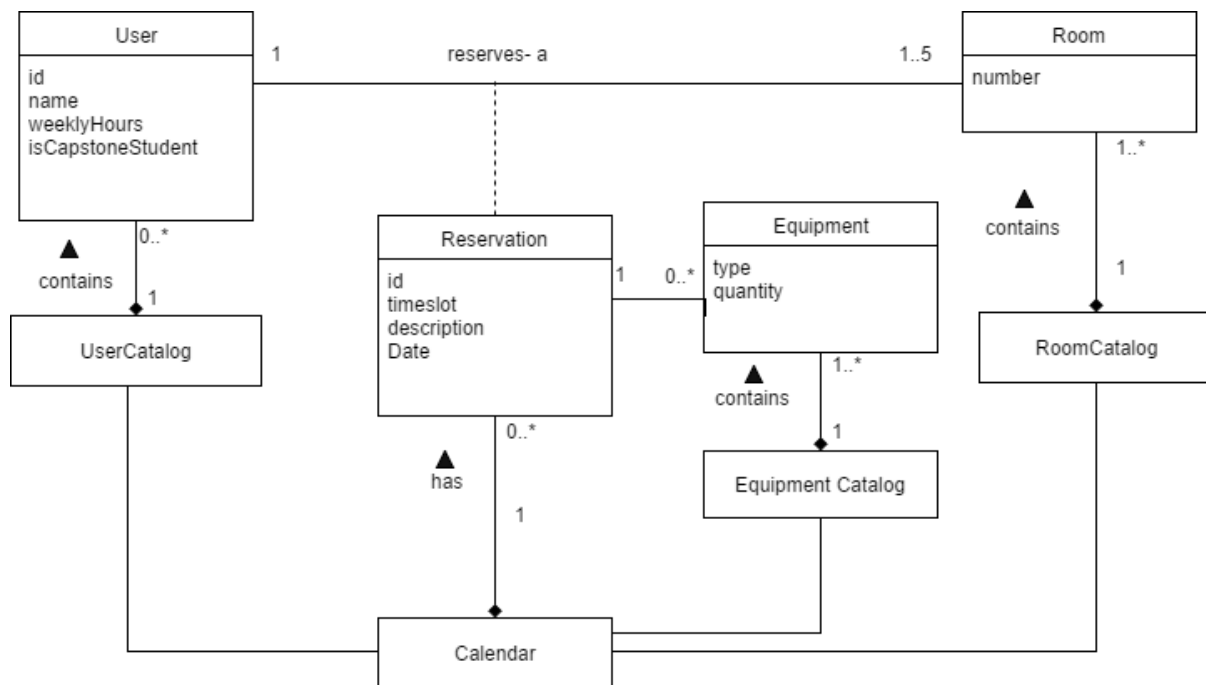 User
id
name
weeklyHours
isCapstoneStudent
1
reserves- a
1..5
Room
number
0..*
contains
1
UserCatalog
Reservation
id
timeslot
description
Date
1
0..*
Equipment
type
quantity
1..*
contains
1
RoomCatalog
1..*
contains
1
Equipment Catalog
0..*
has
1
Calendar